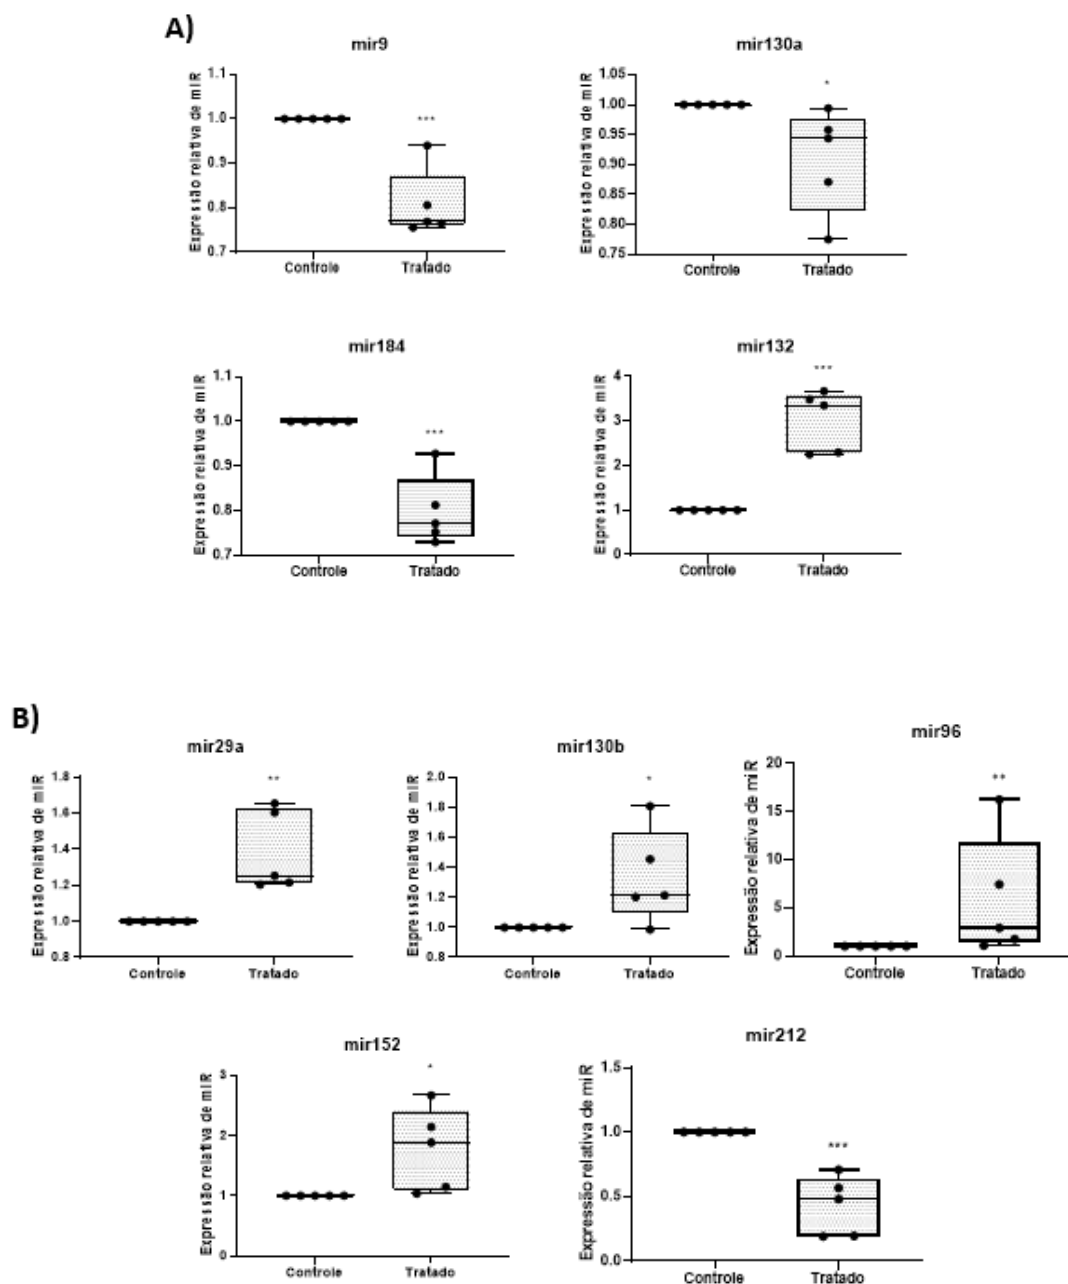 A)
mir9
Expressão relativa de miR
1.1
1.0
0.9
0.8
0.7
***
Controle
Tratado
mir130a
Expressão relativa de miR
1.05
1.00
0.95
0.90
0.85
0.80
0.75
*
Controle
Tratado
mir184
Expressão relativa de miR
1.1
1.0
0.9
0.8
0.7
***
Controle
Tratado
mir132
Expressão relativa de miR
4
3
2
1
0
***
Controle
Tratado
B)
mir29a
Expressão relativa de miR
1.8
1.6
1.4
1.2
1.0
0.8
**
Controle
Tratado
mir130b
Expressão relativa de miR
2.0
1.8
1.6
1.4
1.2
1.0
0.8
*
Controle
Tratado
mir96
Expressão relativa de miR
20
15
10
5
0
**
Controle
Tratado
mir152
Expressão relativa de miR
3
2
1
0
*
Controle
Tratado
mir212
Expressão relativa de miR
1.5
1.0
0.5
0.0
***
Controle
Tratado